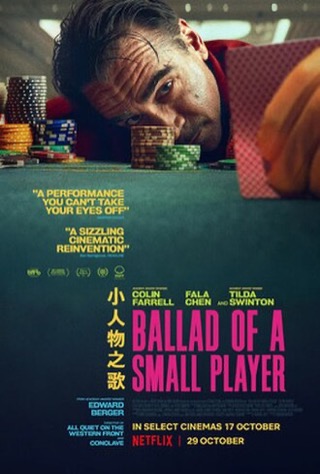 "A PERFORMANCE
YOU CAN'T TAKE
YOUR EYES OFF"
"A SIZZLING
CINEMATIC
REINVENTION"
小人物之歌
COLIN
FARRELL
FALA
CHEN
AND
TILDA
SWINTON
BALLAD OF A
SMALL PLAYER
EDWARD
BERGER
ALL QUIET ON THE
WESTERN FRONT
AND
CONCLAVE
IN SELECT CINEMAS 17 OCTOBER
NETFLIX | 29 OCTOBER